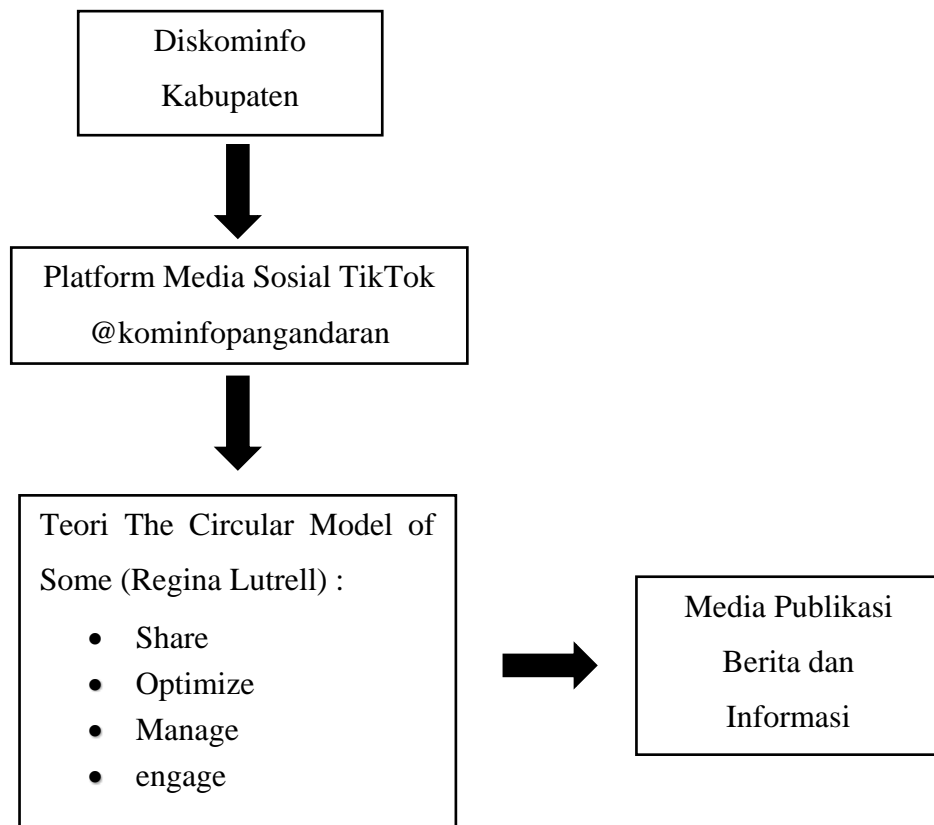 Diskominfo
Kabupaten
Platform Media Sosial TikTok
@kominfopangandaran
Teori The Circular Model of
Some (Regina Lutrell) :
• Share
• Optimize
• Manage
• engage
Media Publikasi
Berita dan
Informasi